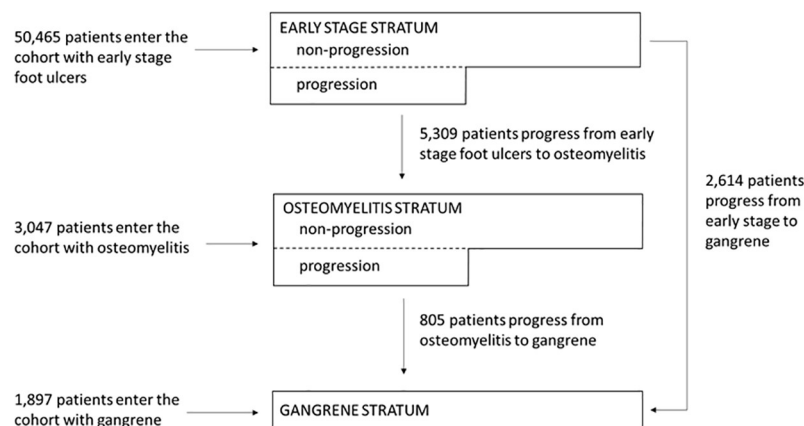 50,465 patients enter the
cohort with early stage
foot ulcers
EARLY STAGE STRATUM
non-progression
progression
5,309 patients progress from early
stage foot ulcers to osteomyelitis
2,614 patients
progress from
early stage to
gangrene
3,047 patients enter the
cohort with osteomyelitis
OSTEOMYELITIS STRATUM
non-progression
progression
805 patients progress from
osteomyelitis to gangrene
1,897 patients enter the
cohort with gangrene
GANGRENE STRATUM